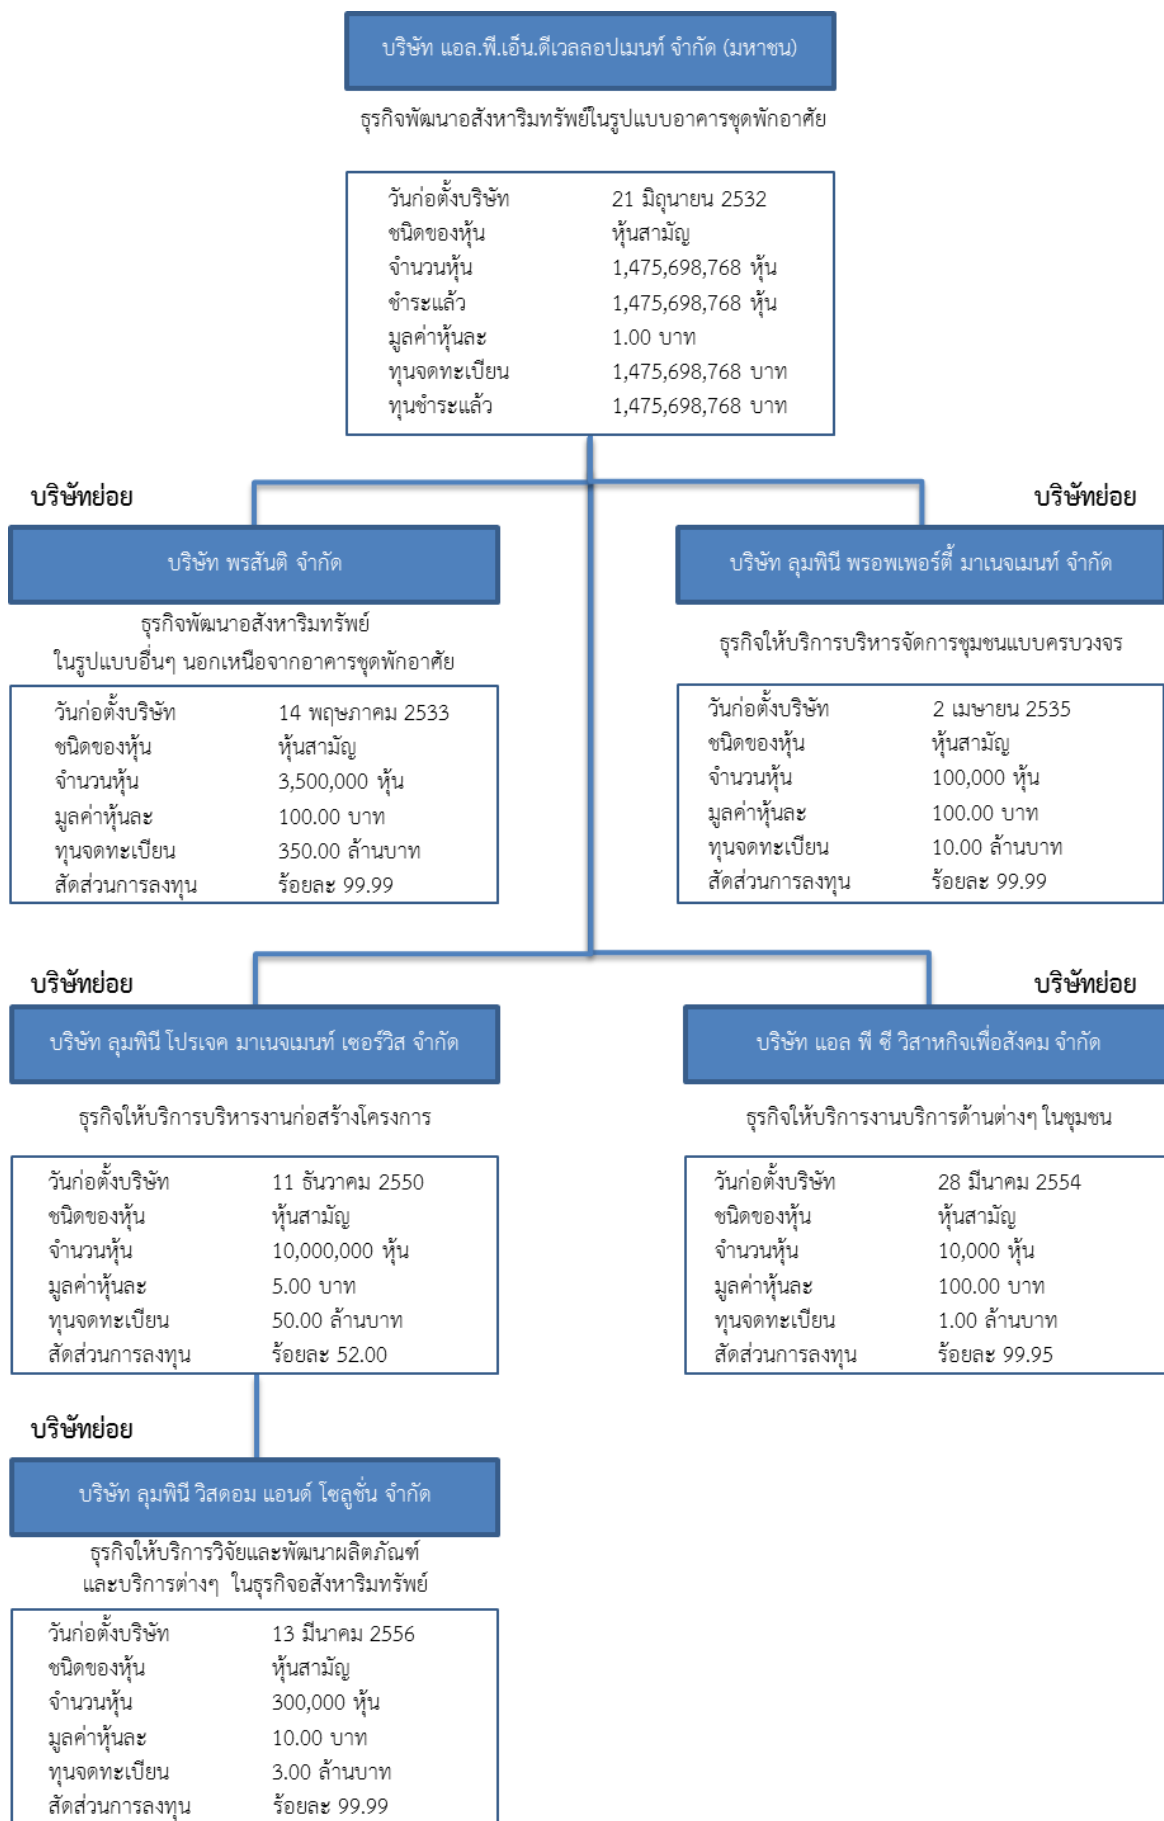 บริษัท แอล.พี.เอ็น.ดีเวลลอปเมนท์ จำกัด (มหาชน)
ธุรกิจพัฒนาอสังหาริมทรัพย์ในรูปแบบอาคารชุดพักอาศัย
วันก่อตั้งบริษัท 21 มิถุนายน 2532
ชนิดของหุ้น หุ้นสามัญ
จำนวนหุ้น 1,475,698,768 หุ้น
ชำระแล้ว 1,475,698,768 หุ้น
มูลค่าหุ้นละ 1.00 บาท
ทุนจดทะเบียน 1,475,698,768 บาท
ทุนชำระแล้ว 1,475,698,768 บาท
บริษัทย่อย
บริษัท พรสันติ จำกัด
ธุรกิจพัฒนาอสังหาริมทรัพย์
ในรูปแบบอื่นๆ นอกเหนือจากอาคารชุดพักอาศัย
วันก่อตั้งบริษัท 14 พฤษภาคม 2533
ชนิดของหุ้น หุ้นสามัญ
จำนวนหุ้น 3,500,000 หุ้น
มูลค่าหุ้นละ 100.00 บาท
ทุนจดทะเบียน 350.00 ล้านบาท
สัดส่วนการลงทุน ร้อยละ 99.99
บริษัทย่อย
บริษัท ลุมพินี พรอพเพอร์ตี้ มาเนจเมนท์ จำกัด
ธุรกิจให้บริการบริหารจัดการชุมชนแบบครบวงจร
วันก่อตั้งบริษัท 2 เมษายน 2535
ชนิดของหุ้น หุ้นสามัญ
จำนวนหุ้น 100,000 หุ้น
มูลค่าหุ้นละ 100.00 บาท
ทุนจดทะเบียน 10.00 ล้านบาท
สัดส่วนการลงทุน ร้อยละ 99.99
บริษัทย่อย
บริษัท ลุมพินี โปรเจค มาเนจเมนท์ เซอร์วิส จำกัด
ธุรกิจให้บริการบริหารงานก่อสร้างโครงการ
วันก่อตั้งบริษัท 11 ธันวาคม 2550
ชนิดของหุ้น หุ้นสามัญ
จำนวนหุ้น 10,000,000 หุ้น
มูลค่าหุ้นละ 5.00 บาท
ทุนจดทะเบียน 50.00 ล้านบาท
สัดส่วนการลงทุน ร้อยละ 52.00
บริษัทย่อย
บริษัท แอล พี ซี วิสาหกิจเพื่อสังคม จำกัด
ธุรกิจให้บริการงานบริการด้านต่างๆ ในชุมชน
วันก่อตั้งบริษัท 28 มีนาคม 2554
ชนิดของหุ้น หุ้นสามัญ
จำนวนหุ้น 10,000 หุ้น
มูลค่าหุ้นละ 100.00 บาท
ทุนจดทะเบียน 1.00 ล้านบาท
สัดส่วนการลงทุน ร้อยละ 99.95
บริษัทย่อย
บริษัท ลุมพินี วิสดอม แอนด์ โซลูชั่น จำกัด
ธุรกิจให้บริการวิจัยและพัฒนาผลิตภัณฑ์
และบริการต่างๆ ในธุรกิจอสังหาริมทรัพย์
วันก่อตั้งบริษัท 13 มีนาคม 2556
ชนิดของหุ้น หุ้นสามัญ
จำนวนหุ้น 300,000 หุ้น
มูลค่าหุ้นละ 10.00 บาท
ทุนจดทะเบียน 3.00 ล้านบาท
สัดส่วนการลงทุน ร้อยละ 99.99